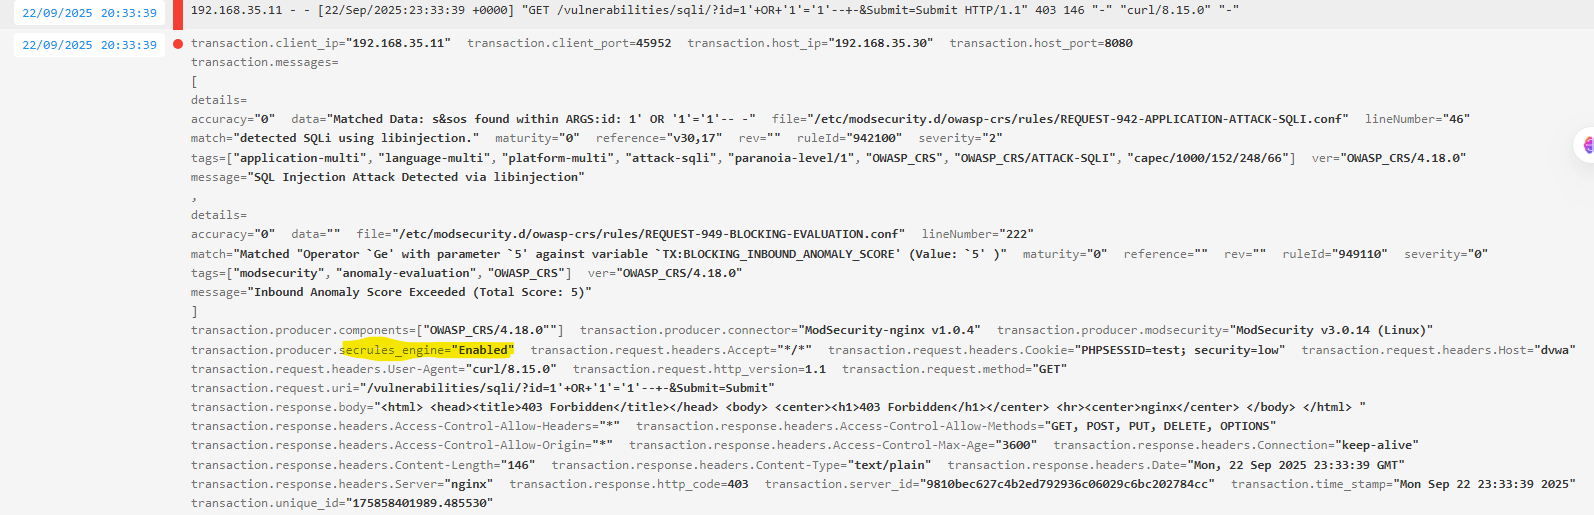 22/09/2025 20:33:39 192.168.35.11 - - [22/Sep/2025:23:33:39 +0000] "GET /vulnerabilities/sqli/?id=1'+OR+'1'='1'--+-&Submit=Submit HTTP/1.1" 403 146 "-" "curl/8.15.0" "-"
22/09/2025 20:33:39 transaction.client_ip="192.168.35.11" transaction.client_port=45952 transaction.host_ip="192.168.35.30" transaction.host_port=8080
transaction.messages=
[
details=
accuracy="0" data="Matched Data: s&sos found within ARGS:id: 1' OR '1'='1'-- -" file="/etc/modsecurity.d/owasp-crs/rules/REQUEST-942-APPLICATION-ATTACK-SQLI.conf" lineNumber="46"
match="detected SQLi using libinjection." maturity="0" reference="v30,17" rev="" ruleId="942100" severity="2"
tags=["application-multi", "language-multi", "platform-multi", "attack-sqli", "paranoia-level/1", "OWASP_CRS", "OWASP_CRS/ATTACK-SQLI", "capec/1000/152/248/66"] ver="OWASP_CRS/4.18.0"
message="SQL Injection Attack Detected via libinjection"
,
details=
accuracy="0" data="" file="/etc/modsecurity.d/owasp-crs/rules/REQUEST-949-BLOCKING-EVALUATION.conf" lineNumber="222"
match="Matched "Operator `Ge' with parameter `5' against variable `TX:BLOCKING_INBOUND_ANOMALY_SCORE' (Value: `5' )" maturity="0" reference="" rev="" ruleId="949110" severity="0"
tags=["modsecurity", "anomaly-evaluation", "OWASP_CRS"] ver="OWASP_CRS/4.18.0"
message="Inbound Anomaly Score Exceeded (Total Score: 5)"
]
transaction.producer.components=["OWASP_CRS/4.18.0""] transaction.producer.connector="ModSecurity-nginx v1.0.4" transaction.producer.modsecurity="ModSecurity v3.0.14 (Linux)"
transaction.producer.secrules_engine="Enabled" transaction.request.headers.Accept="*/*" transaction.request.headers.Cookie="PHPSESSID=test; security=low" transaction.request.headers.Host="dvwa"
transaction.request.headers.User-Agent="curl/8.15.0" transaction.request.http_version=1.1 transaction.request.method="GET"
transaction.request.uri="/vulnerabilities/sqli/?id=1'+OR+'1'='1'--+-&Submit=Submit"
transaction.response.body="<html> <head><title>403 Forbidden</title></head> <body> <center><h1>403 Forbidden</h1></center> <hr><center>nginx</center> </body> </html> "
transaction.response.headers.Access-Control-Allow-Headers="*" transaction.response.headers.Access-Control-Allow-Methods="GET, POST, PUT, DELETE, OPTIONS"
transaction.response.headers.Access-Control-Allow-Origin="*" transaction.response.headers.Access-Control-Max-Age="3600" transaction.response.headers.Connection="keep-alive"
transaction.response.headers.Content-Length="146" transaction.response.headers.Content-Type="text/plain" transaction.response.headers.Date="Mon, 22 Sep 2025 23:33:39 GMT"
transaction.response.headers.Server="nginx" transaction.response.http_code=403 transaction.server_id="9810bec627c4b2ed792936c06029c6bc202784cc" transaction.time_stamp="Mon Sep 22 23:33:39 2025"
transaction.unique_id="175858401989.485530"